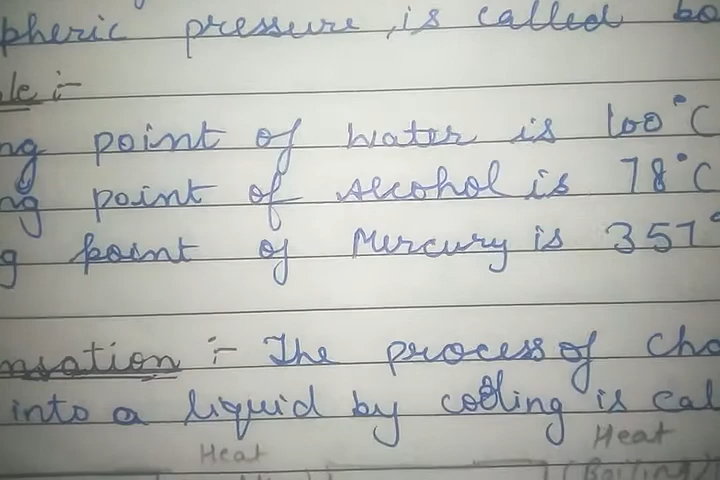 pheric pressure, is called bo
le :-
ng point of Water is 100°C
ng point of Alcohol is 78°C
g point of Mercury is 357°
nsation :- The process of cha
into a liquid by cooling is cal
Heat Heat
(Boiling)